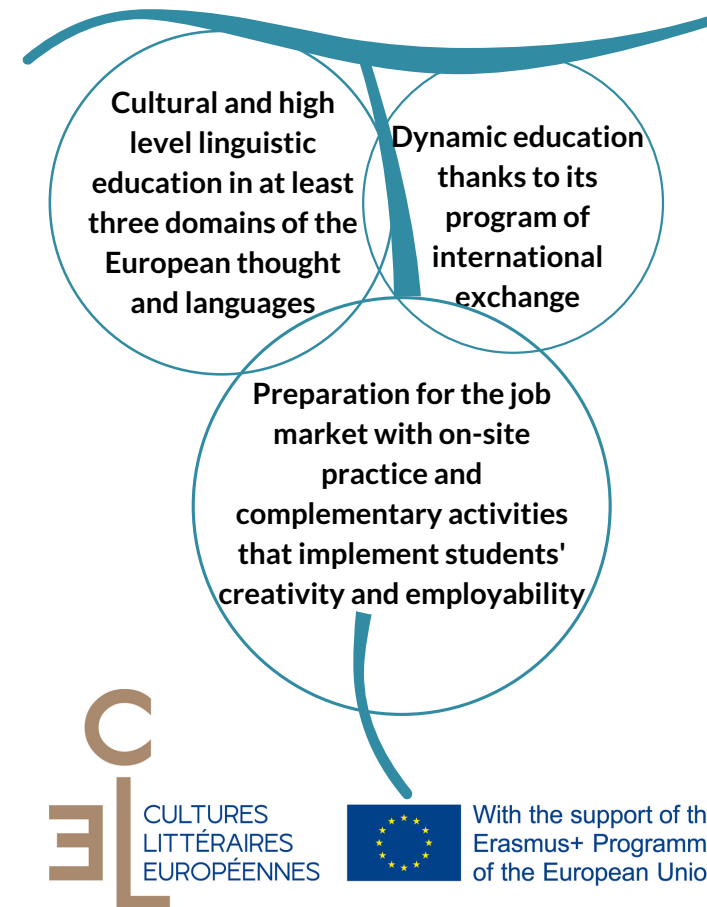 Cultural and high
level linguistic
education in at least
three domains of the
European thought
and languages
Dynamic education
thanks to its
program of
international
exchange
Preparation for the job
market with on-site
practice and
complementary activities
that implement students'
creativity and employability
CLE
CULTURES
LITTÉRAIRES
EUROPÉENNES
With the support of th
Erasmus+ Programm
of the European Unio